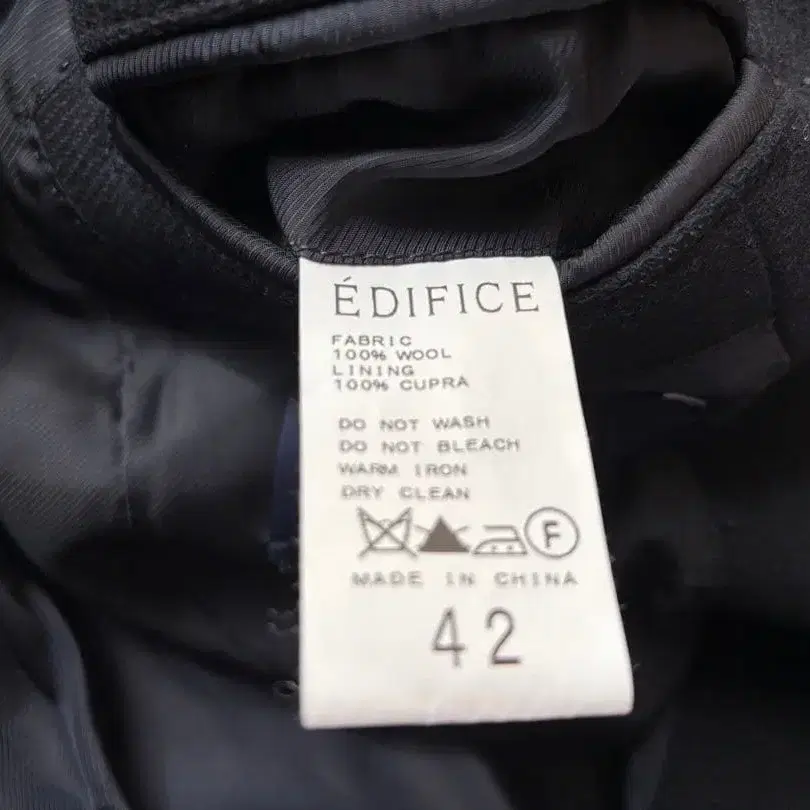 ÉDIFICE
FABRIC
100% WOOL
LINING
100% CUPRA
DO NOT WASH
DO NOT BLEACH
WARM IRON
DRY CLEAN
F
MADE IN CHINA
42